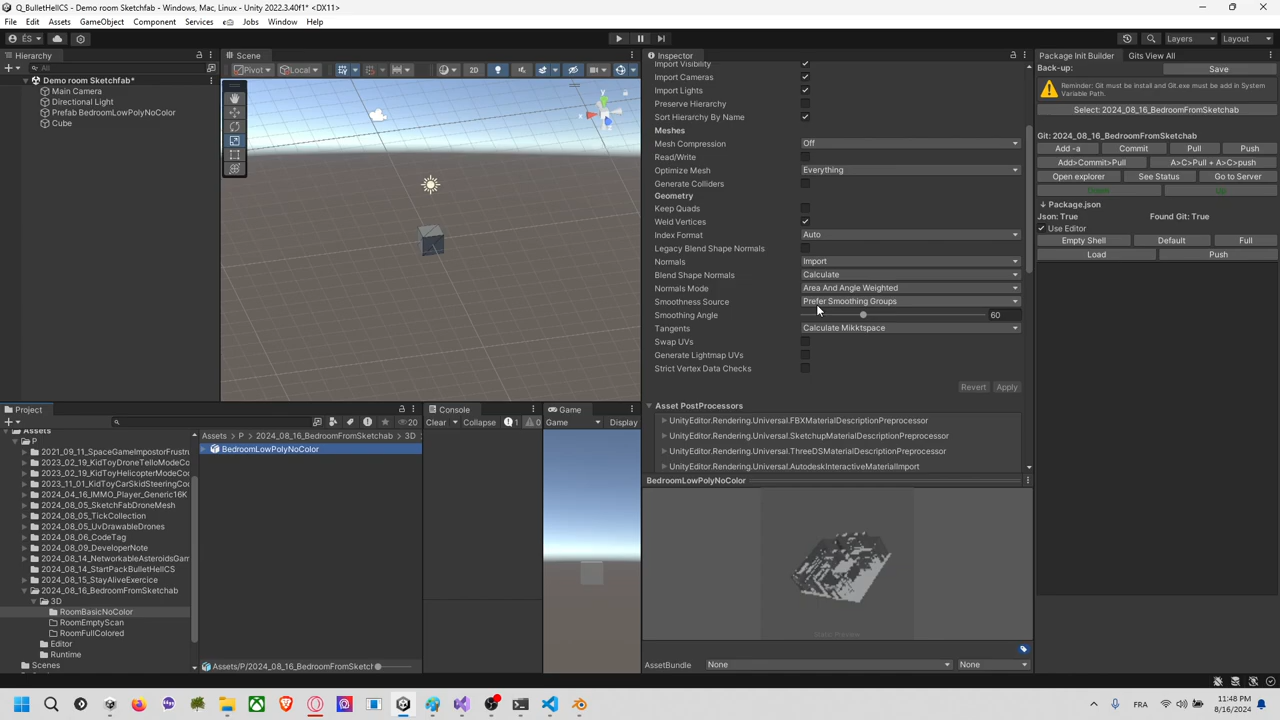 Q_BulletHellCS - Demo room Sketchfab* - Windows, Mac, Linux - Unity 2022.3.40f1* <DX11>
File Edit Assets GameObject Component Services Jobs Window Help
ÉS Layers Layout
Hierarchy
All
Demo room Sketchfab*
Main Camera
Directional Light
Prefab BedroomLowPolyNoColor
Cube
Scene
Pivot Local 2D
Inspector
Import Visibility
Import Cameras
Import Lights
Preserve Hierarchy
Sort Hierarchy By Name
Meshes
Mesh Compression Off
Read/Write
Optimize Mesh Everything
Generate Colliders
Geometry
Keep Quads
Weld Vertices
Index Format Auto
Legacy Blend Shape Normals
Normals Import
Blend Shape Normals Calculate
Normals Mode Area And Angle Weighted
Smoothness Source Prefer Smoothing Groups
Smoothing Angle 60
Tangents Calculate Mikktspace
Swap UVs
Generate Lightmap UVs
Strict Vertex Data Checks
Revert Apply
Asset PostProcessors
UnityEditor.Rendering.Universal.FBXMaterialDescriptionPreprocessor
UnityEditor.Rendering.Universal.SketchupMaterialDescriptionPreprocessor
UnityEditor.Rendering.Universal.ThreeDSMaterialDescriptionPreprocessor
UnityEditor.Rendering.Universal.AutodeskInteractiveMaterialImport
BedroomLowPolyNoColor
AssetBundle None None
Package Init Builder Gits View All
Back-up: Save
Reminder: Git must be install and Git.exe must be add in System
Variable Path.
Select: 2024_08_16_BedroomFromSketchab
Git: 2024_08_16_BedroomFromSketchab
Add -a Commit Pull Push
Add>Commit>Pull A>C>Pull + A>C>push
Open explorer See Status Go to Server
Down Up
↓ Package.json
Json: True Found Git: True
Use Editor
Empty Shell Default Full
Load Push
Project
20
Assets
P
2021_09_11_SpaceGameImpostorFrustru
2023_02_19_KidToyDroneTelloModeCo
2023_02_19_KidToyHelicopterModeCo
2023_11_01_KidToyCarSkidSteeringCo
2024_04_16_IMMO_Player_Generic16K
2024_08_05_SketchFabDroneMesh
2024_08_05_TickCollection
2024_08_05_UvDrawableDrones
2024_08_06_CodeTag
2024_08_09_DeveloperNote
2024_08_14_NetworkableAsteroidsGam
2024_08_14_StartPackBulletHellCS
2024_08_15_StayAliveExercice
2024_08_16_BedroomFromSketchab
3D
RoomBasicNoColor
RoomEmptyScan
RoomFullColored
Editor
Runtime
Scenes
Assets > P > 2024_08_16_BedroomFromSketchab > 3D
BedroomLowPolyNoColor
Assets/P/2024_08_16_BedroomFromSketch
Console
Clear Collapse 1
Game
Game Display
FRA
11:48 PM
8/16/2024